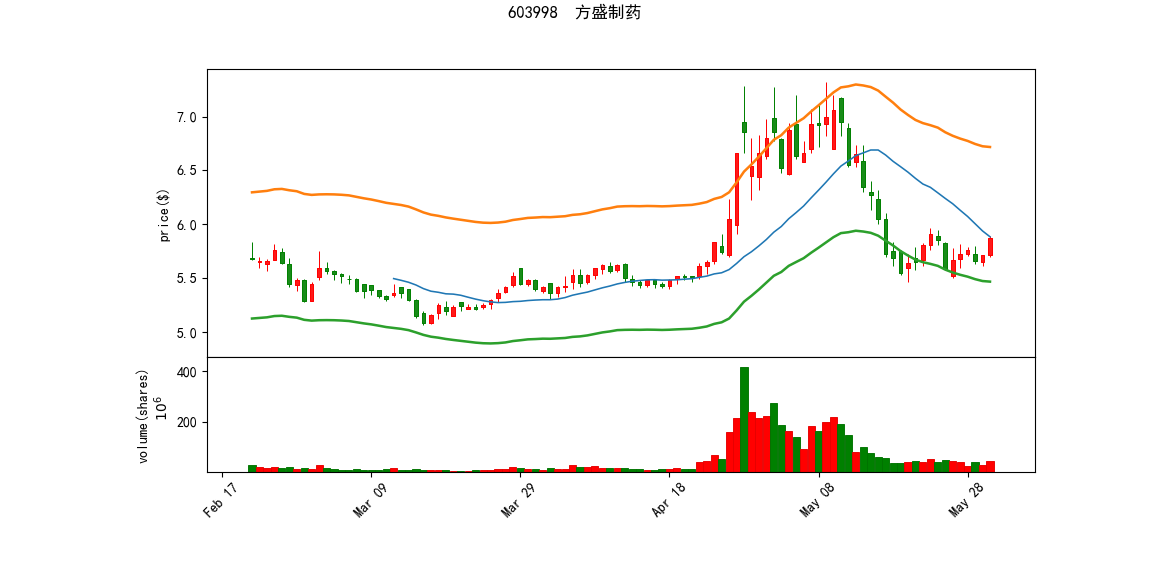 603998 方盛制药
price($)
7.0
6.5
6.0
5.5
5.0
volume(shares)
10^6
400
200
Feb 17
Mar 09
Mar 29
Apr 18
May 08
May 28